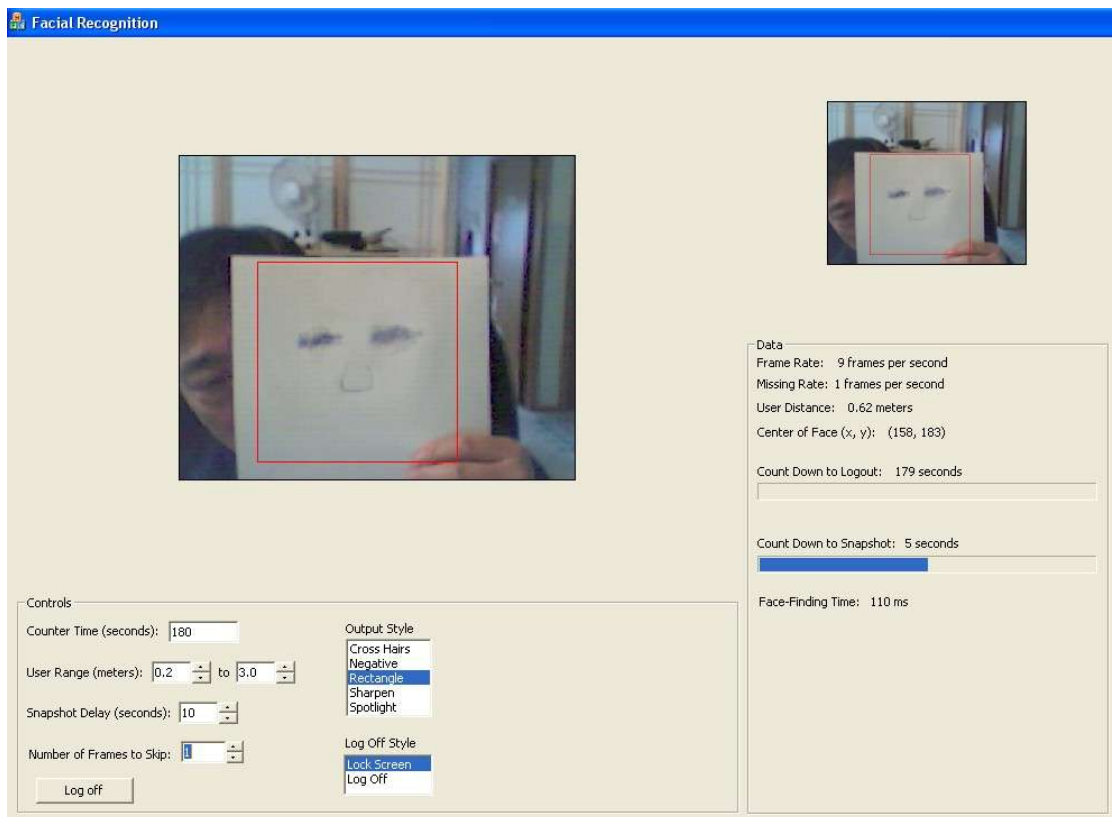 Facial Recognition
Data
Frame Rate: 9 frames per second
Missing Rate: 1 frames per second
User Distance: 0.62 meters
Center of Face (x, y): (158, 183)
Count Down to Logout: 179 seconds
Count Down to Snapshot: 5 seconds
Face-Finding Time: 110 ms
Controls
Counter Time (seconds): 180
User Range (meters): 0.2 to 3.0
Snapshot Delay (seconds): 10
Number of Frames to Skip: 1
Log off
Output Style
Cross Hairs
Negative
Rectangle
Sharpen
Spotlight
Log Off Style
Lock Screen
Log Off